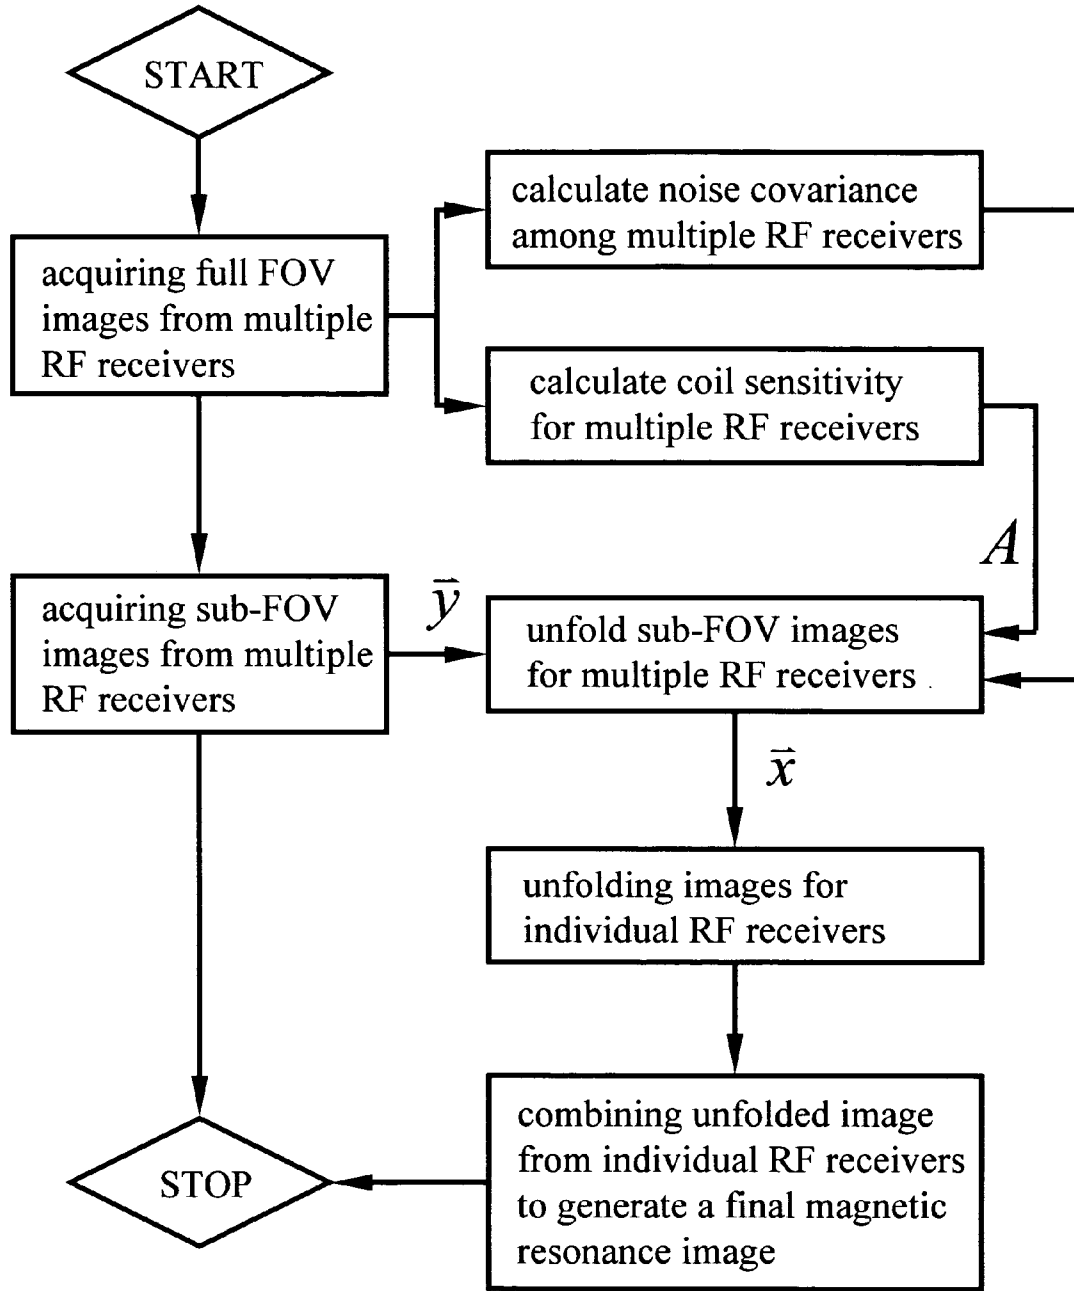 START
acquiring full FOV
images from multiple
RF receivers
calculate noise covariance
among multiple RF receivers
calculate coil sensitivity
for multiple RF receivers
A
acquiring sub-FOV
images from multiple
RF receivers
y⃗
unfold sub-FOV images
for multiple RF receivers
x⃗
unfolding images for
individual RF receivers
combining unfolded image
from individual RF receivers
to generate a final magnetic
resonance image
STOP